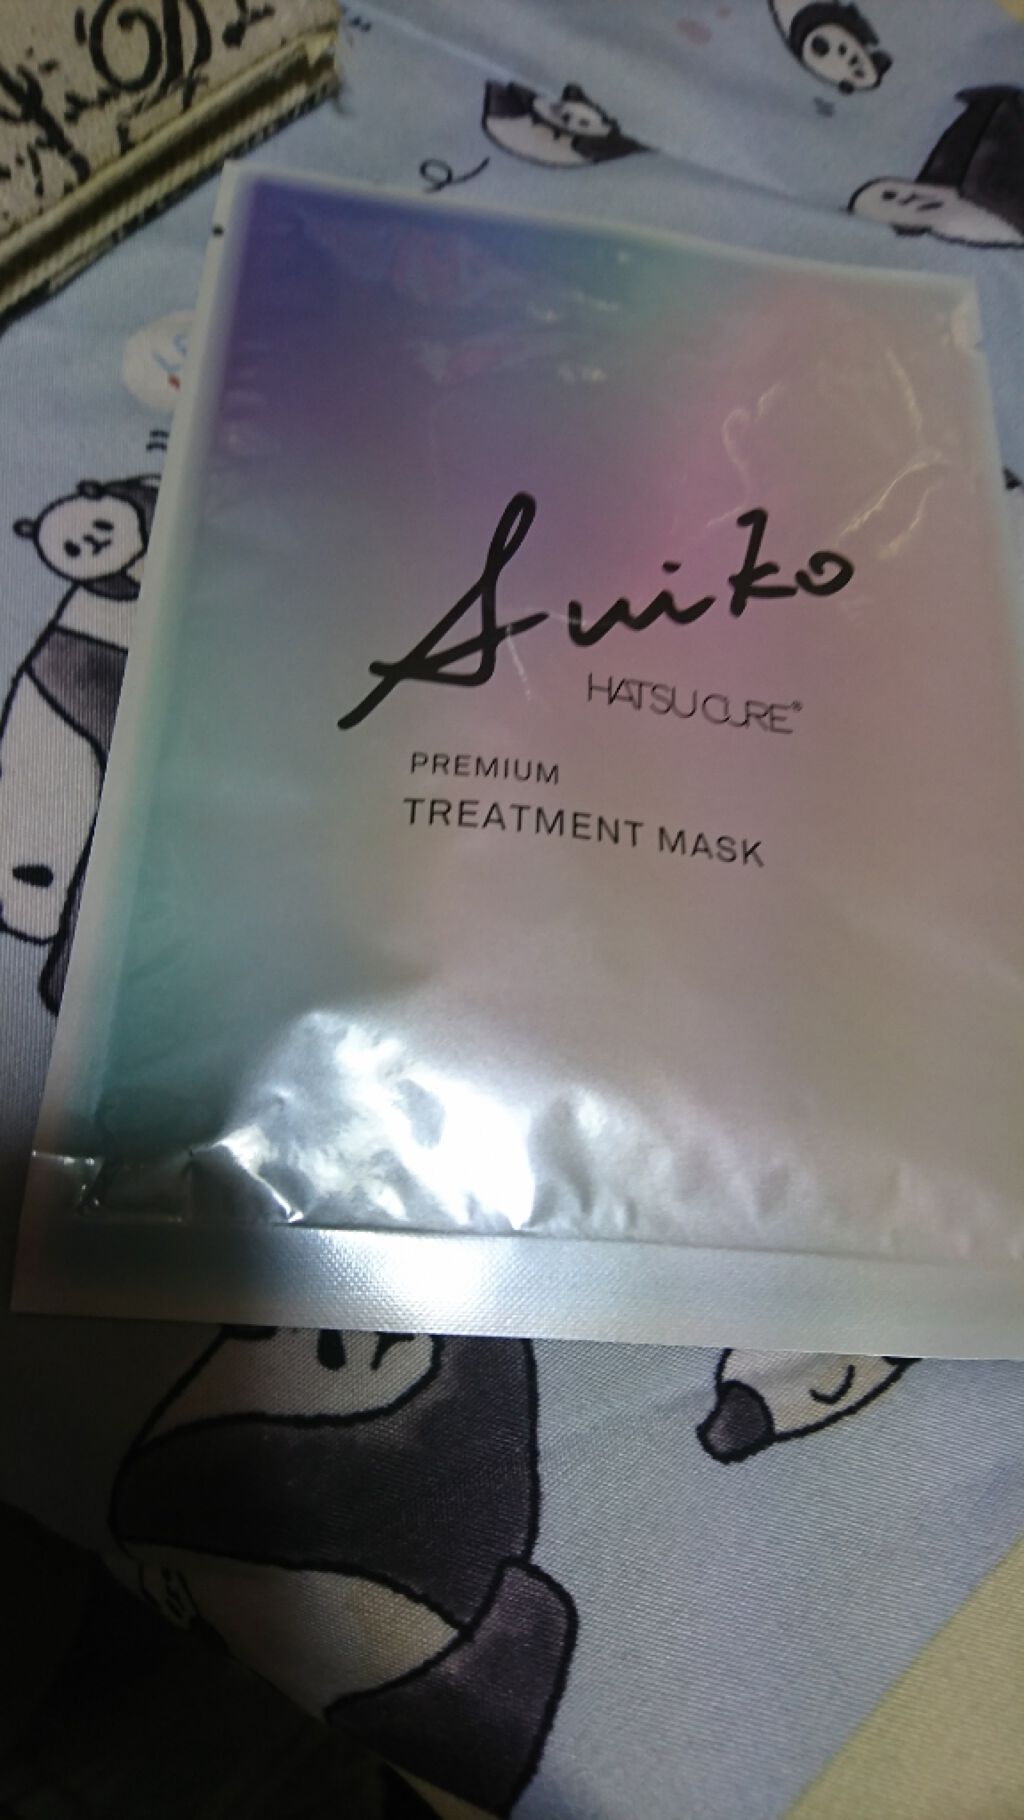 Suiko
HATSU CURE®
PREMIUM
TREATMENT MASK